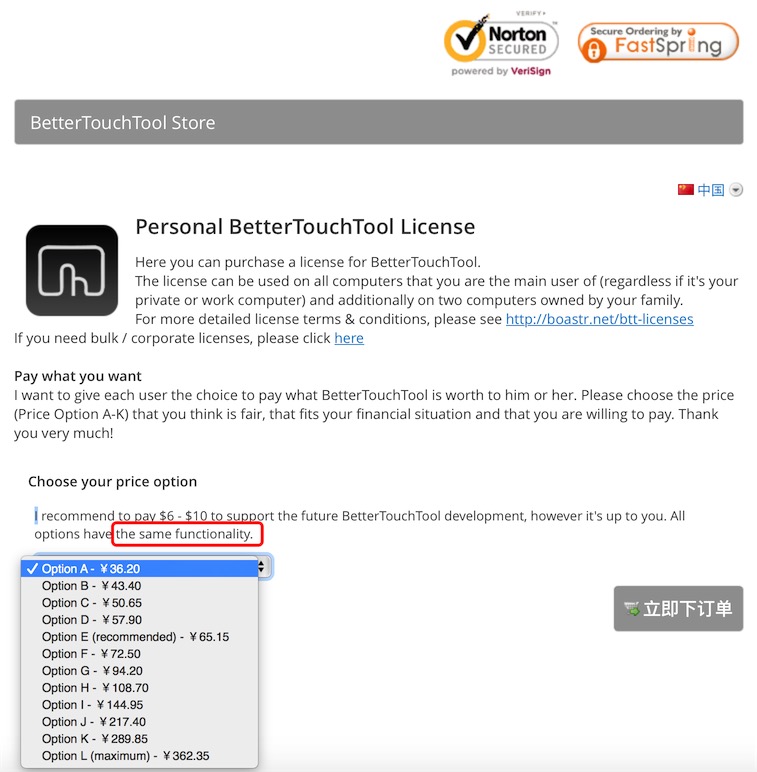 VERIFY▸
Norton
SECURED
powered by VeriSign
Secure Ordering by
FastSpring
BetterTouchTool Store
中国
Personal BetterTouchTool License
Here you can purchase a license for BetterTouchTool.
The license can be used on all computers that you are the main user of (regardless if it's your
private or work computer) and additionally on two computers owned by your family.
For more detailed license terms & conditions, please see http://boastr.net/btt-licenses
If you need bulk / corporate licenses, please click here
Pay what you want
I want to give each user the choice to pay what BetterTouchTool is worth to him or her. Please choose the price
(Price Option A-K) that you think is fair, that fits your financial situation and that you are willing to pay. Thank
you very much!
Choose your price option
I recommend to pay $6 - $10 to support the future BetterTouchTool development, however it's up to you. All
options have the same functionality.
✓ Option A - ¥36.20
Option B - ¥43.40
Option C - ¥50.65
Option D - ¥57.90
Option E (recommended) - ¥65.15
Option F - ¥72.50
Option G - ¥94.20
Option H - ¥108.70
Option I - ¥144.95
Option J - ¥217.40
Option K - ¥289.85
Option L (maximum) - ¥362.35
立即下订单